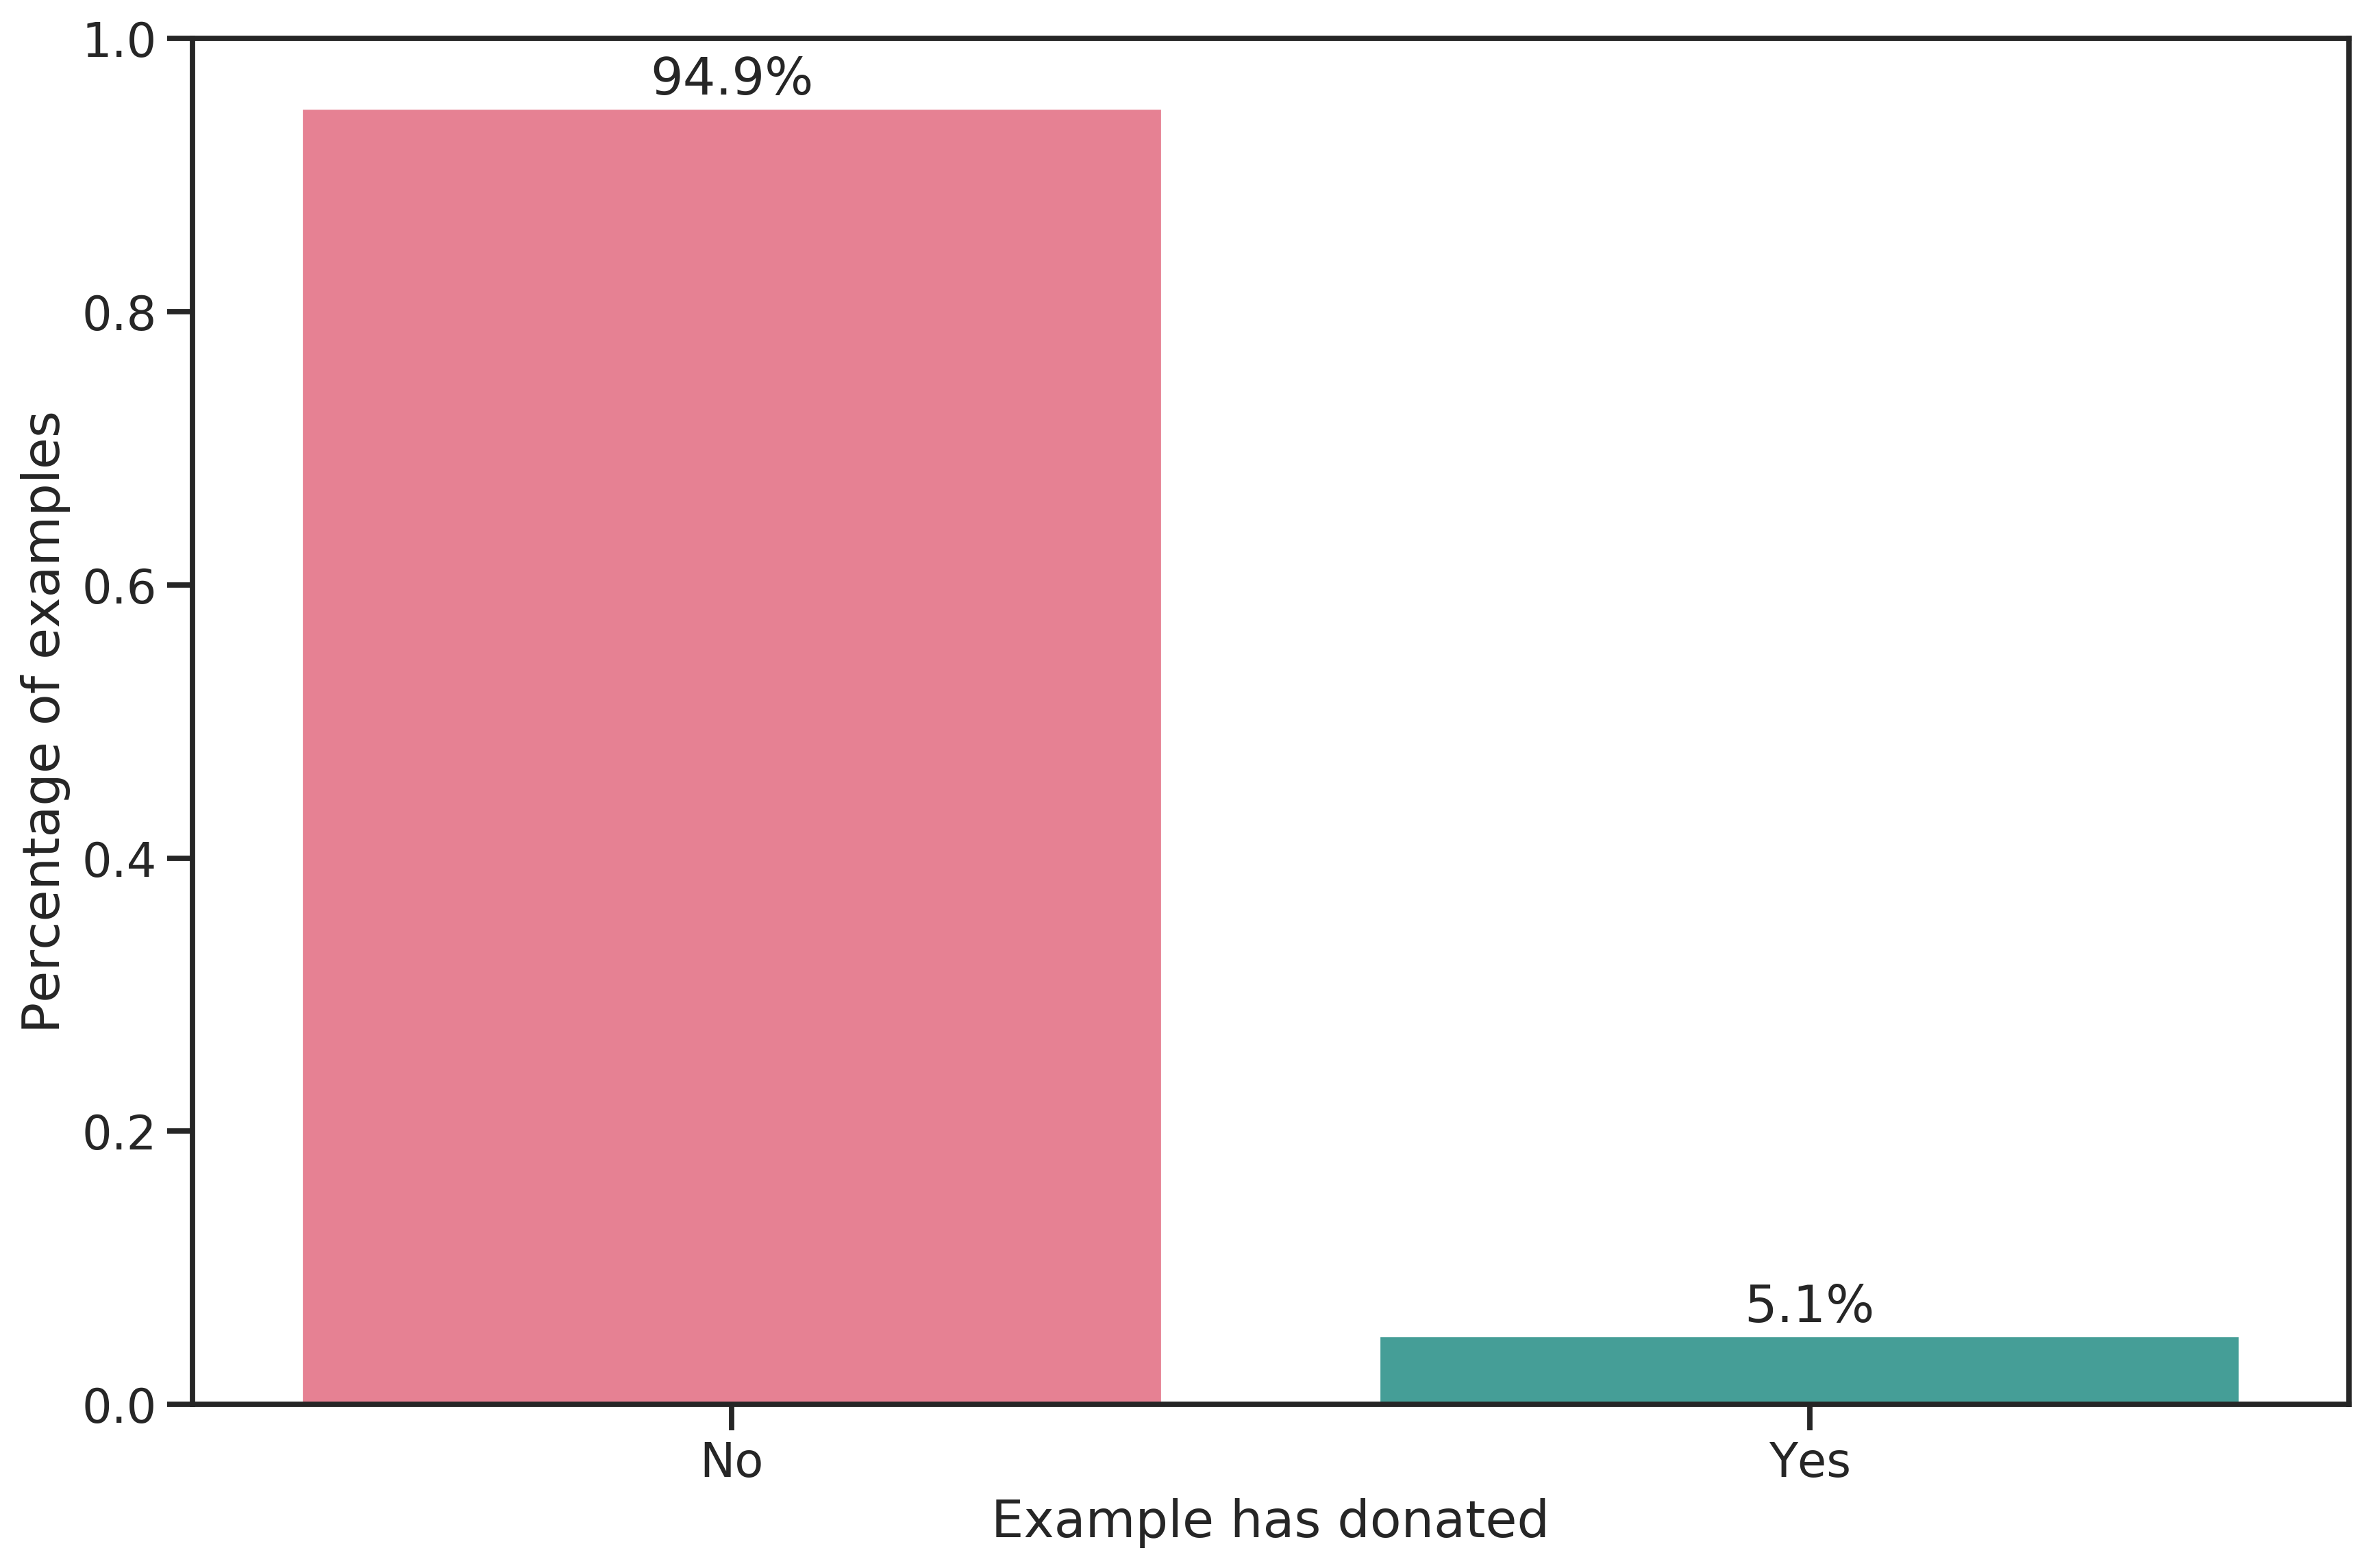 Percentage of examples
1.0
0.8
0.6
0.4
0.2
0.0
94.9%
5.1%
No
Yes
Example has donated